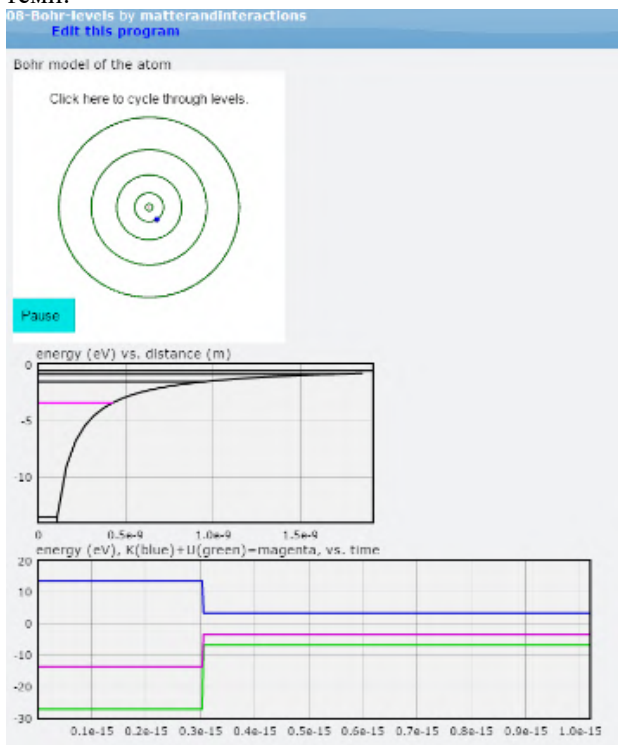 теми.
08-Bohr-levels by matterandinteractions
Edit this program
Bohr model of the atom
Click here to cycle through levels.
Pause
energy (eV) vs. distance (m)
0
-5
-10
0 0.5e-9 1.0e-9 1.5e-9
energy (eV), K(blue)+U(green)=magenta, vs. time
20
10
0
-10
-20
-30
0.1e-15 0.2e-15 0.3e-15 0.4e-15 0.5e-15 0.6e-15 0.7e-15 0.8e-15 0.9e-15 1.0e-15